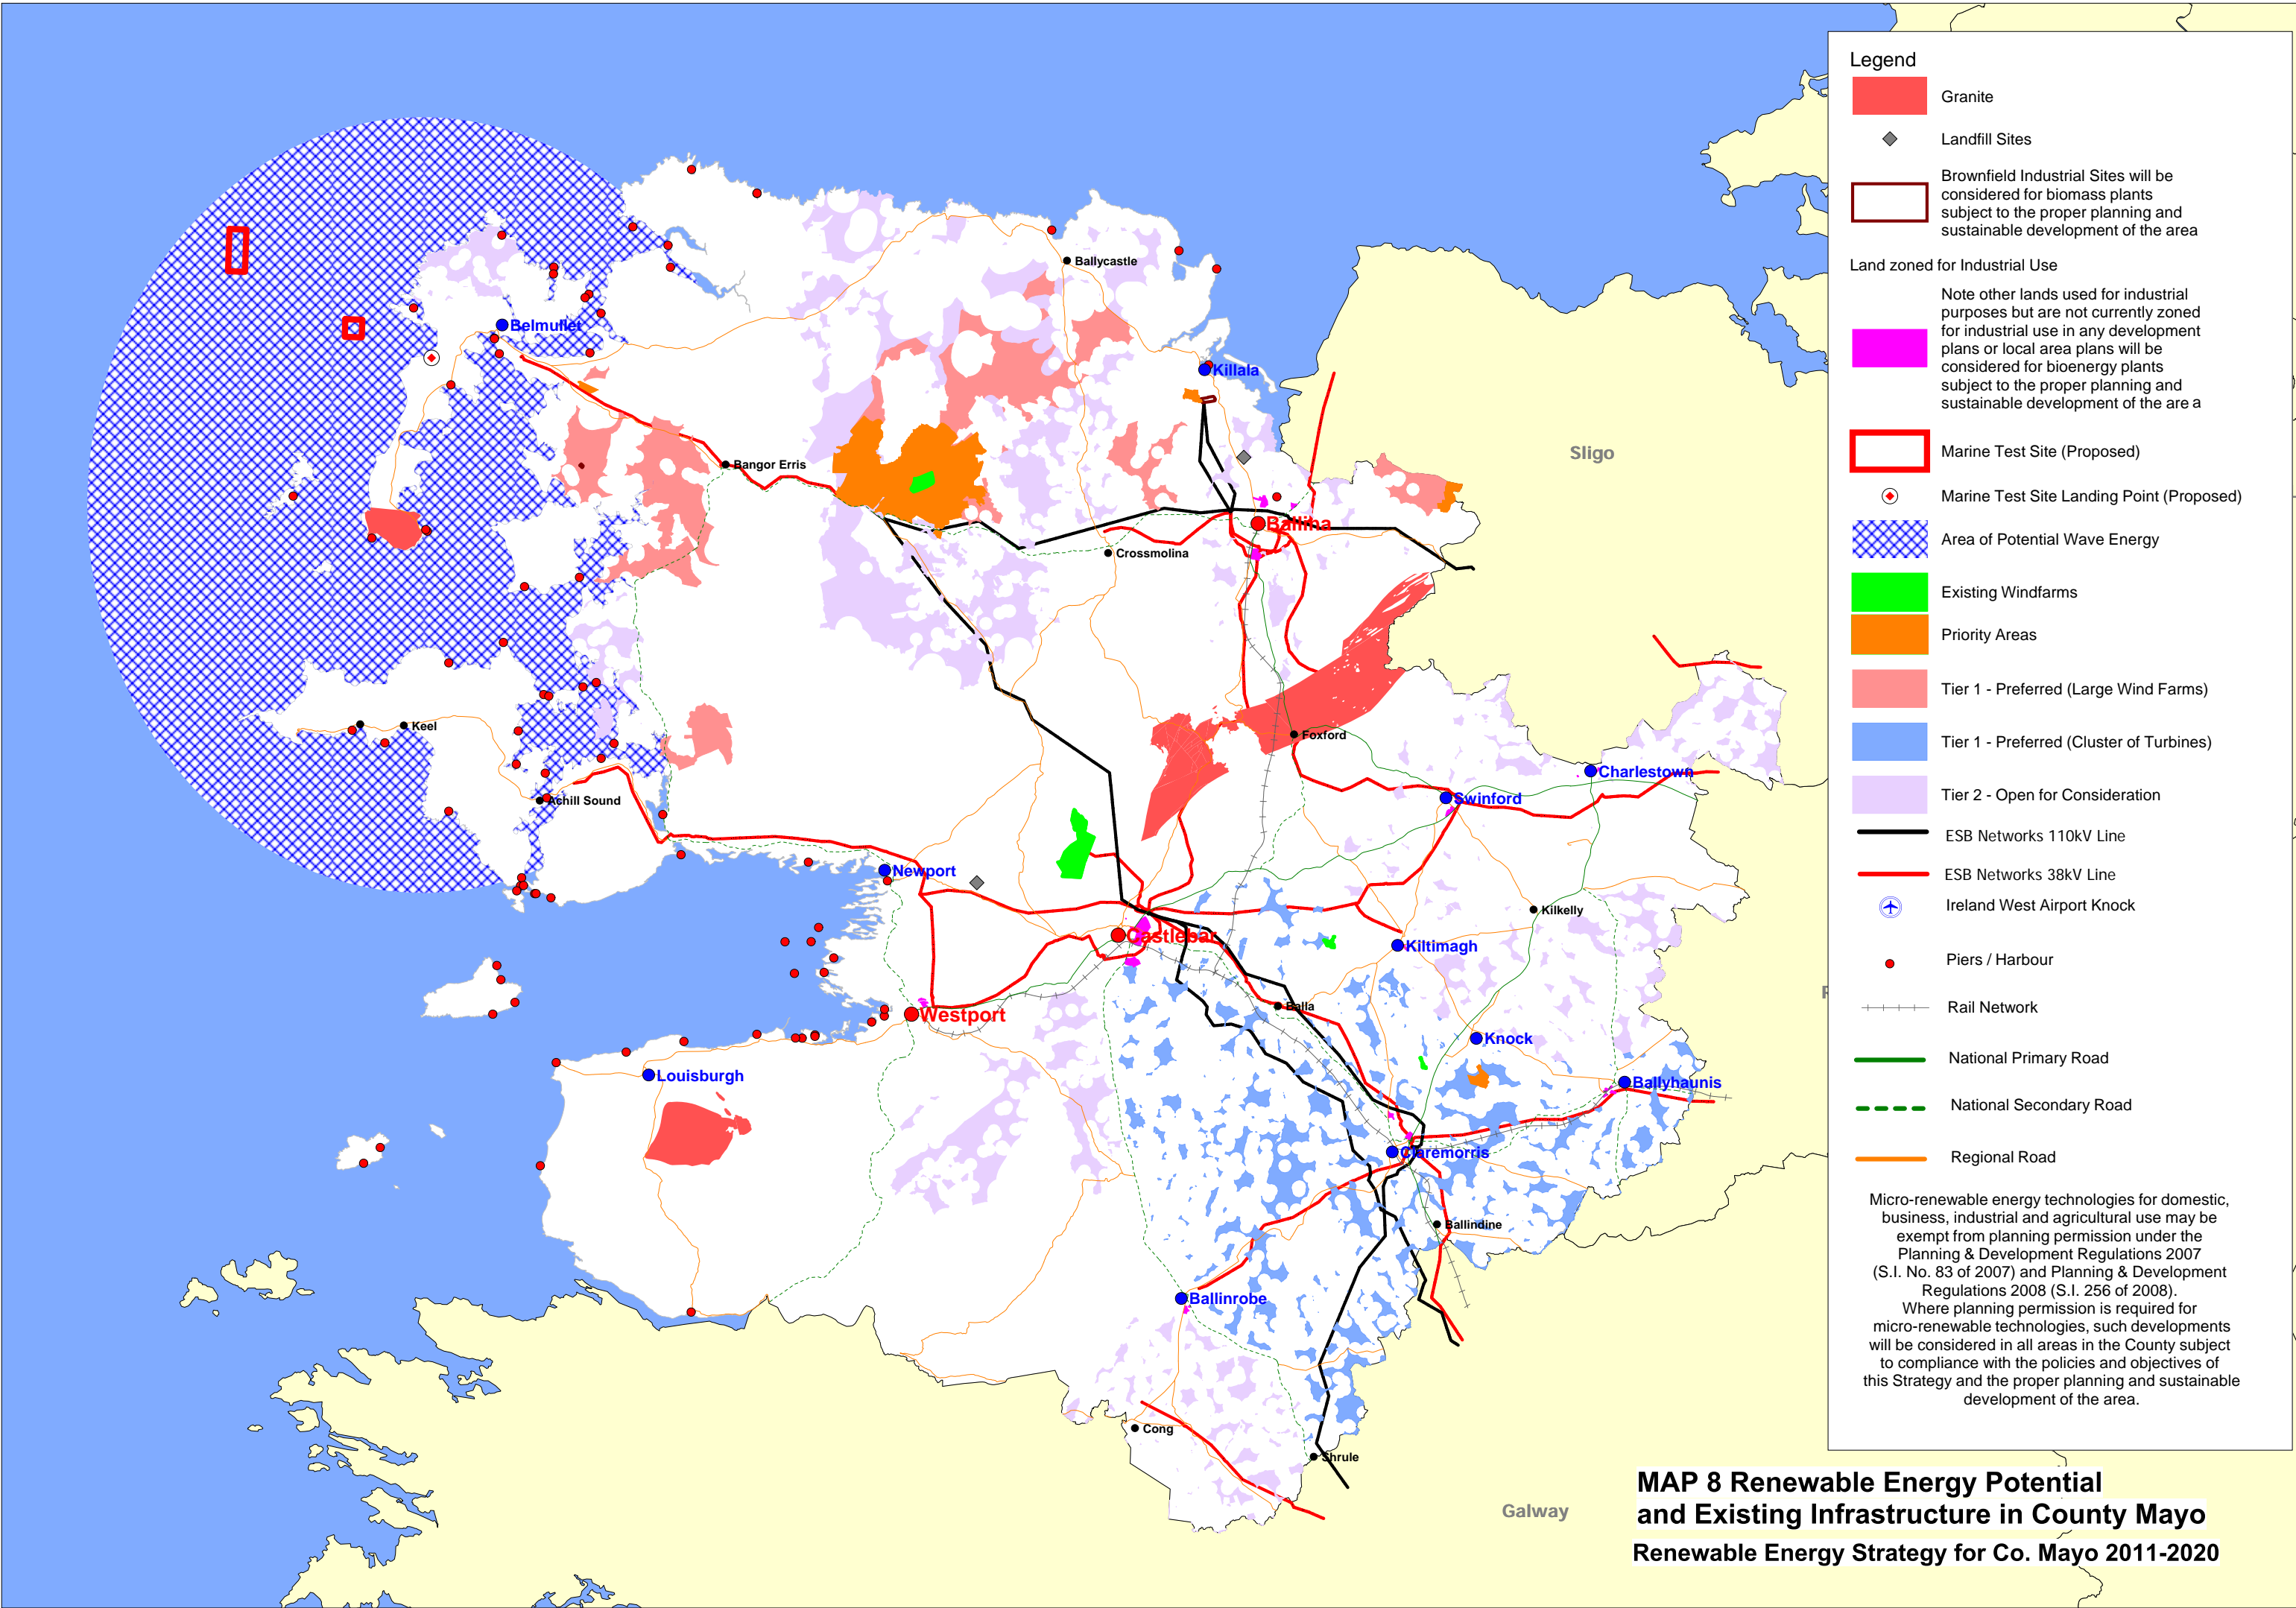 Legend
Granite
Landfill Sites
Brownfield Industrial Sites will be
considered for biomass plants
subject to the proper planning and
sustainable development of the area
Land zoned for Industrial Use
Note other lands used for industrial
purposes but are not currently zoned
for industrial use in any development
plans or local area plans will be
considered for bioenergy plants
subject to the proper planning and
sustainable development of the are a
Marine Test Site (Proposed)
Marine Test Site Landing Point (Proposed)
Area of Potential Wave Energy
Existing Windfarms
Priority Areas
Tier 1 - Preferred (Large Wind Farms)
Tier 1 - Preferred (Cluster of Turbines)
Tier 2 - Open for Consideration
ESB Networks 110kV Line
ESB Networks 38kV Line
Ireland West Airport Knock
Piers / Harbour
Rail Network
National Primary Road
National Secondary Road
Regional Road
Micro-renewable energy technologies for domestic,
business, industrial and agricultural use may be
exempt from planning permission under the
Planning & Development Regulations 2007
(S.I. No. 83 of 2007) and Planning & Development
Regulations 2008 (S.I. 256 of 2008).
Where planning permission is required for
micro-renewable technologies, such developments
will be considered in all areas in the County subject
to compliance with the policies and objectives of
this Strategy and the proper planning and sustainable
development of the area.
Ballycastle
Belmullet
Killala
Sligo
Bangor Erris
Ballina
Crossmolina
Keel
Foxford
Charlestown
Swinford
Achill Sound
Newport
Kilkelly
Castlebar
Kiltimagh
R
Balla
Westport
Knock
Louisburgh
Ballyhaunis
Claremorris
Ballindine
Ballinrobe
Cong
Shrule
Galway
MAP 8 Renewable Energy Potential
and Existing Infrastructure in County Mayo
Renewable Energy Strategy for Co. Mayo 2011-2020